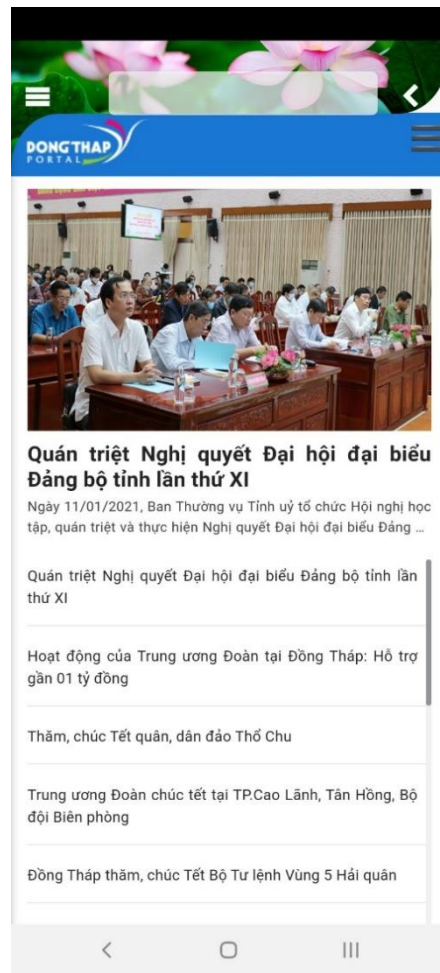 DONG THAP
PORTAL
Quán triệt Nghị quyết Đại hội đại biểu
Đảng bộ tỉnh lần thứ XI
Ngày 11/01/2021, Ban Thường vụ Tỉnh uỷ tổ chức Hội nghị học
tập, quán triệt và thực hiện Nghị quyết Đại hội đại biểu Đảng ...
Quán triệt Nghị quyết Đại hội đại biểu Đảng bộ tỉnh lần
thứ XI
Hoạt động của Trung ương Đoàn tại Đồng Tháp: Hỗ trợ
gần 01 tỷ đồng
Thăm, chúc Tết quân, dân đảo Thổ Chu
Trung ương Đoàn chúc tết tại TP.Cao Lãnh, Tân Hồng, Bộ
đội Biên phòng
Đồng Tháp thăm, chúc Tết Bộ Tư lệnh Vùng 5 Hải quân